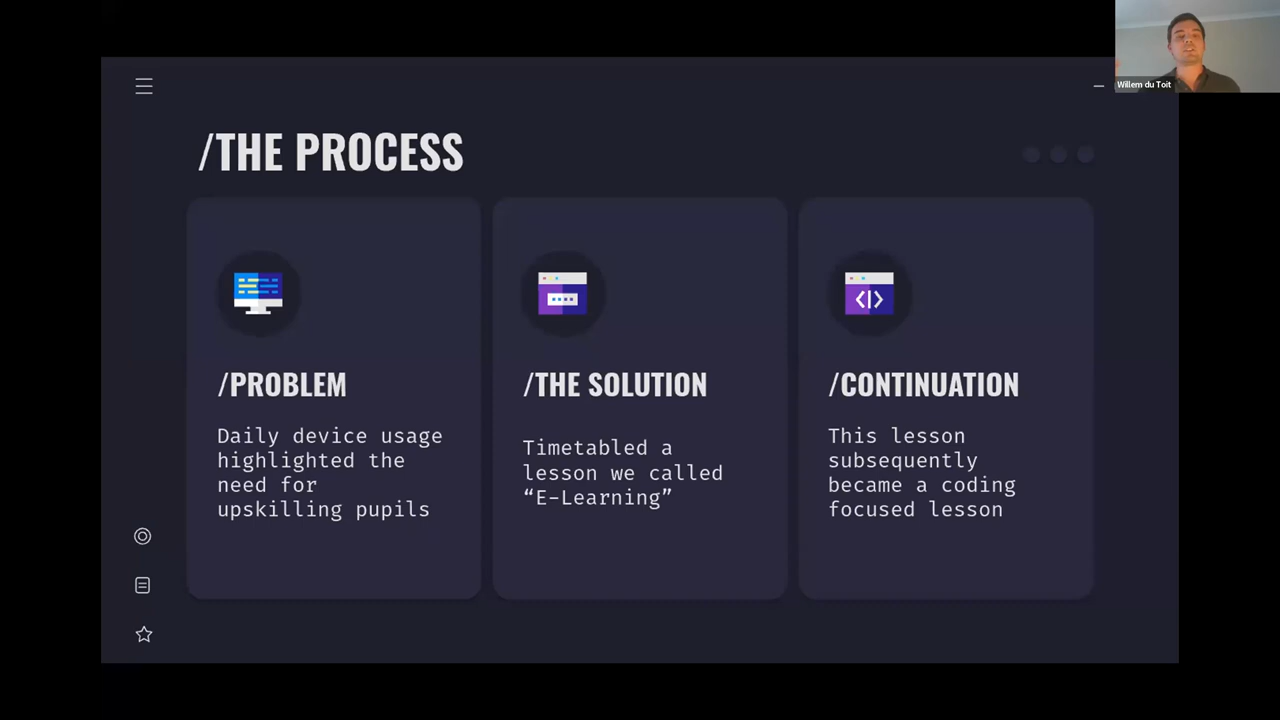 Willem du Toit
/THE PROCESS
/PROBLEM
Daily device usage
highlighted the
need for
upskilling pupils
/THE SOLUTION
Timetabled a
lesson we called
“E-Learning”
/CONTINUATION
This lesson
subsequently
became a coding
focused lesson